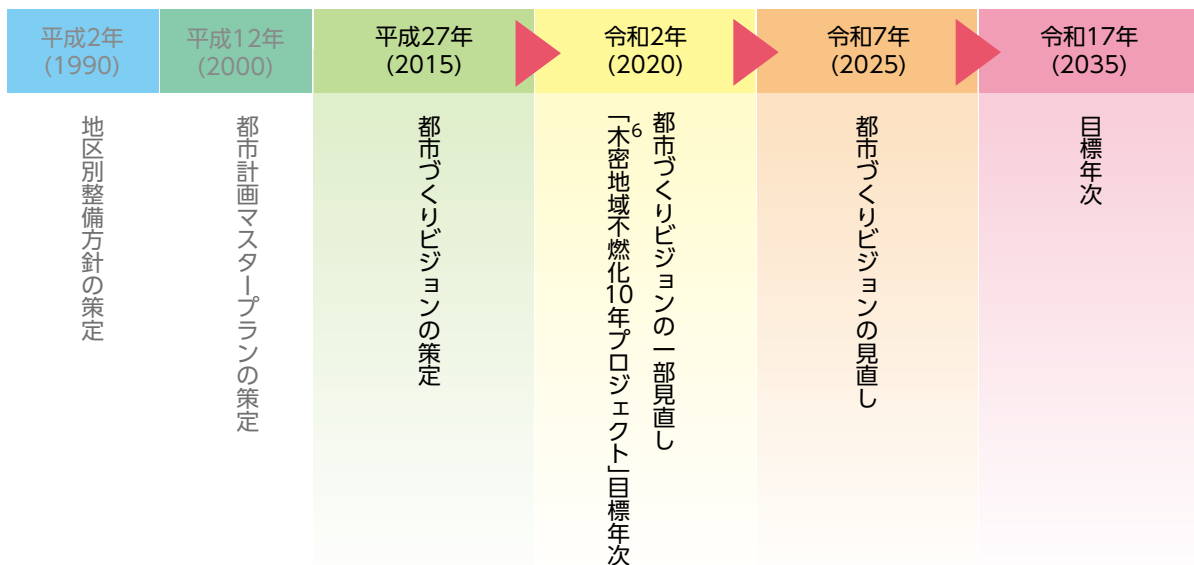 平成2年
(1990)
平成12年
(2000)
平成27年
(2015)
令和2年
(2020)
令和7年
(2025)
令和17年
(2035)
地区別整備方針の策定
都市計画マスタープランの策定
都市づくりビジョンの策定
都市づくりビジョンの一部見直し
「木密地域不燃化10年プロジェクト」目標年次
6
都市づくりビジョンの見直し
目標年次